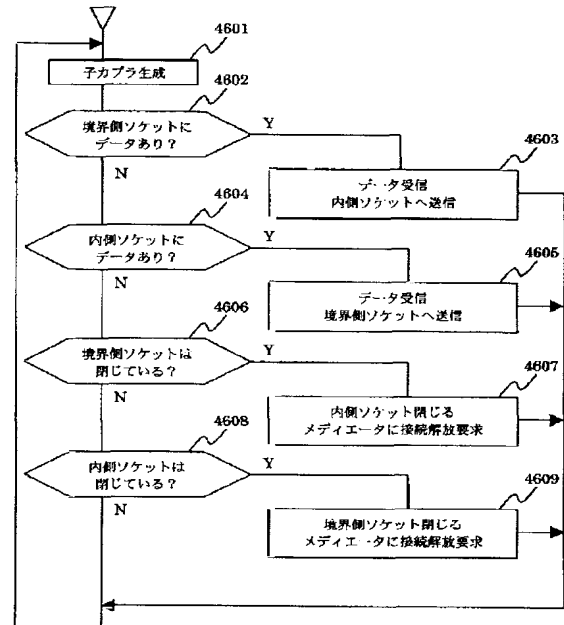 4601
子カプラ生成
4602
境界側ソケットに
データあり？
Y
N
4603
データ受信
内側ソケットへ送信
4604
内側ソケットに
データあり？
Y
N
4605
データ受信
境界側ソケットへ送信
4606
境界側ソケットは
閉じている？
Y
N
4607
内側ソケット閉じる
メディエータに接続解放要求
4608
内側ソケットは
閉じている？
Y
N
4609
境界側ソケット閉じる
メディエータに接続解放要求